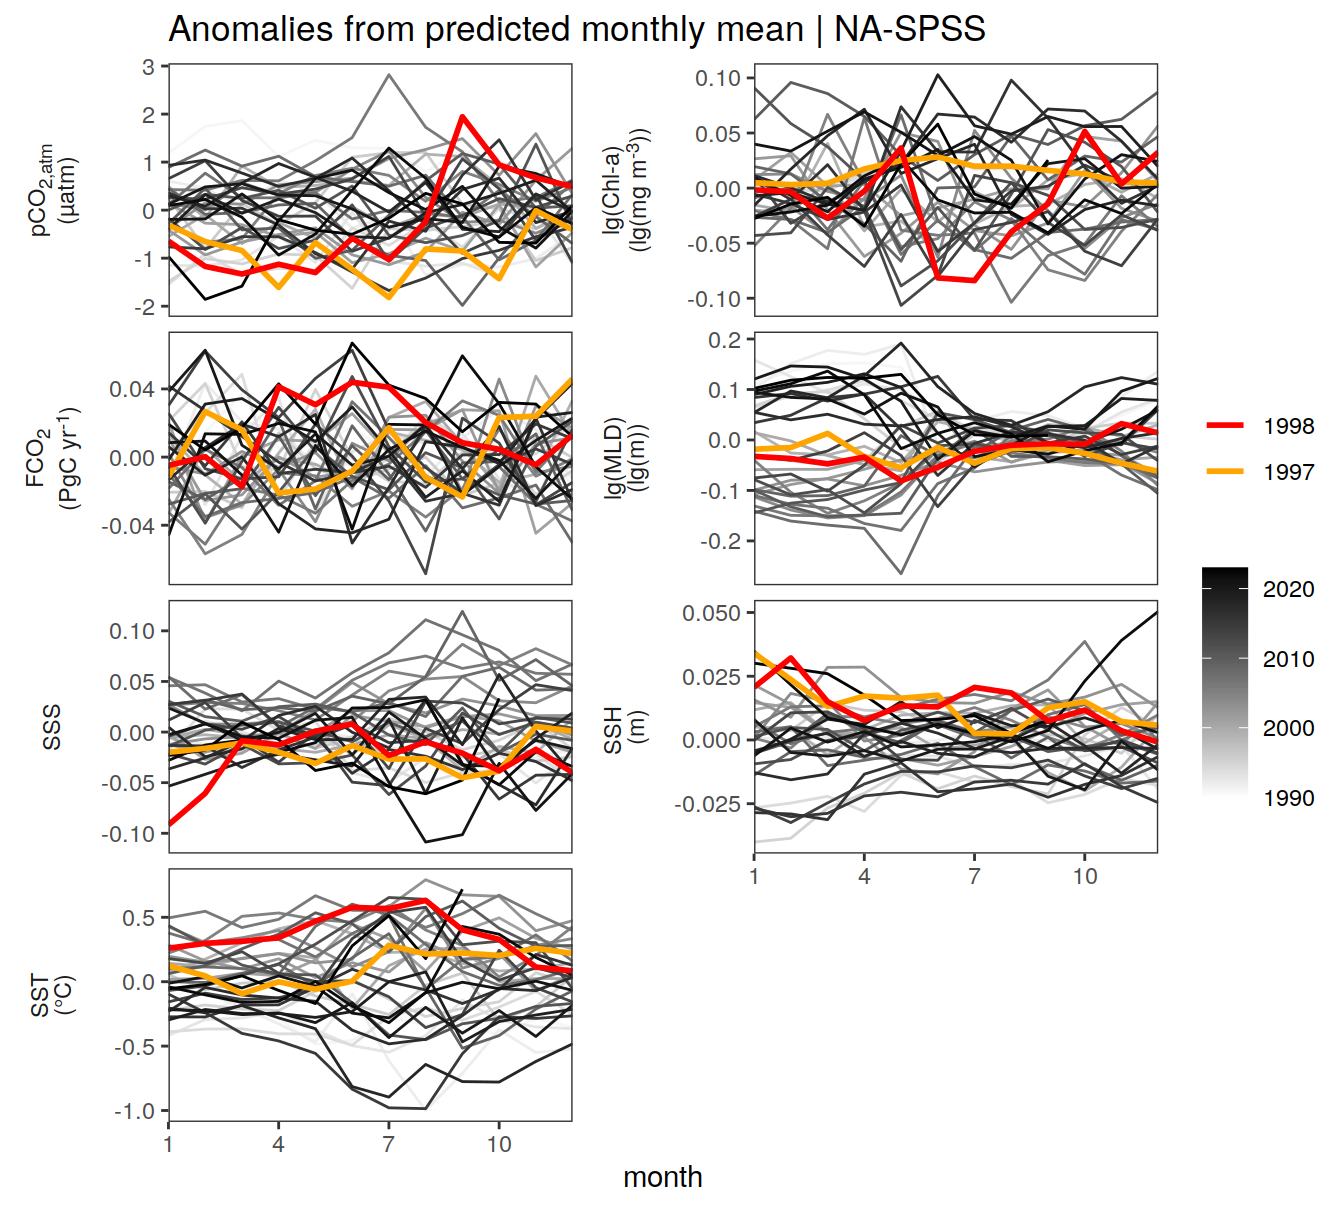 Anomalies from predicted monthly mean | NA-SPSS
pCO2,atm
(µatm)
3
2
1
0
-1
-2
lg(Chl-a)
(lg(mg m-3))
0.10
0.05
0.00
-0.05
-0.10
FCO2
(PgC yr-1)
0.04
0.00
-0.04
lg(MLD)
(lg(m))
0.2
0.1
0.0
-0.1
-0.2
SSS
0.10
0.05
0.00
-0.05
-0.10
SSH
(m)
0.050
0.025
0.000
-0.025
1 4 7 10
SST
(°C)
0.5
0.0
-0.5
-1.0
1 4 7 10
month
1998
1997
2020
2010
2000
1990